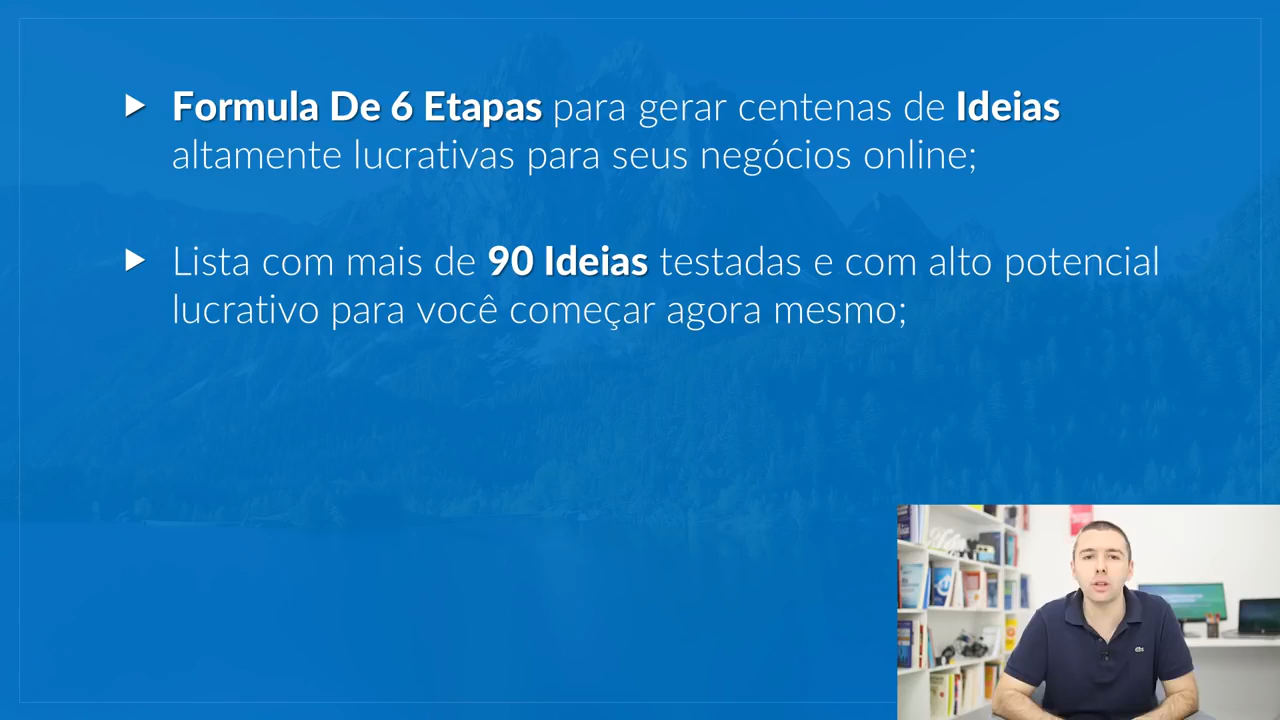 Formula De 6 Etapas para gerar centenas de Ideias
altamente lucrativas para seus negócios online;
Lista com mais de 90 Ideias testadas e com alto potencial
lucrativo para você começar agora mesmo;